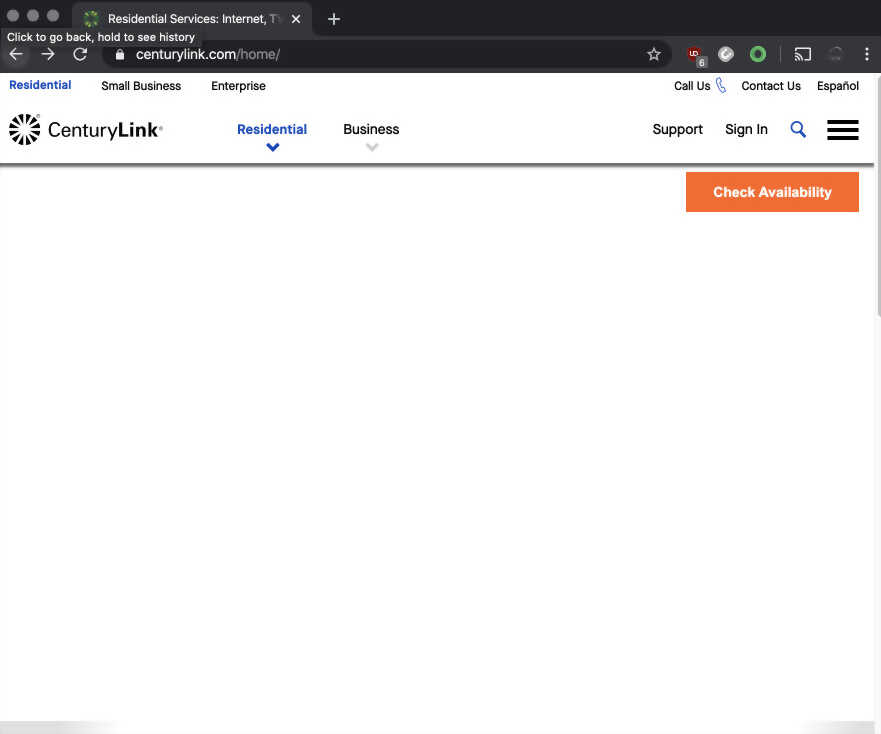 Residential Services: Internet, T
Click to go back, hold to see history
centurylink.com/home/
6
Residential Small Business Enterprise Call Us Contact Us Español
CenturyLink® Residential Business Support Sign In
Check Availability